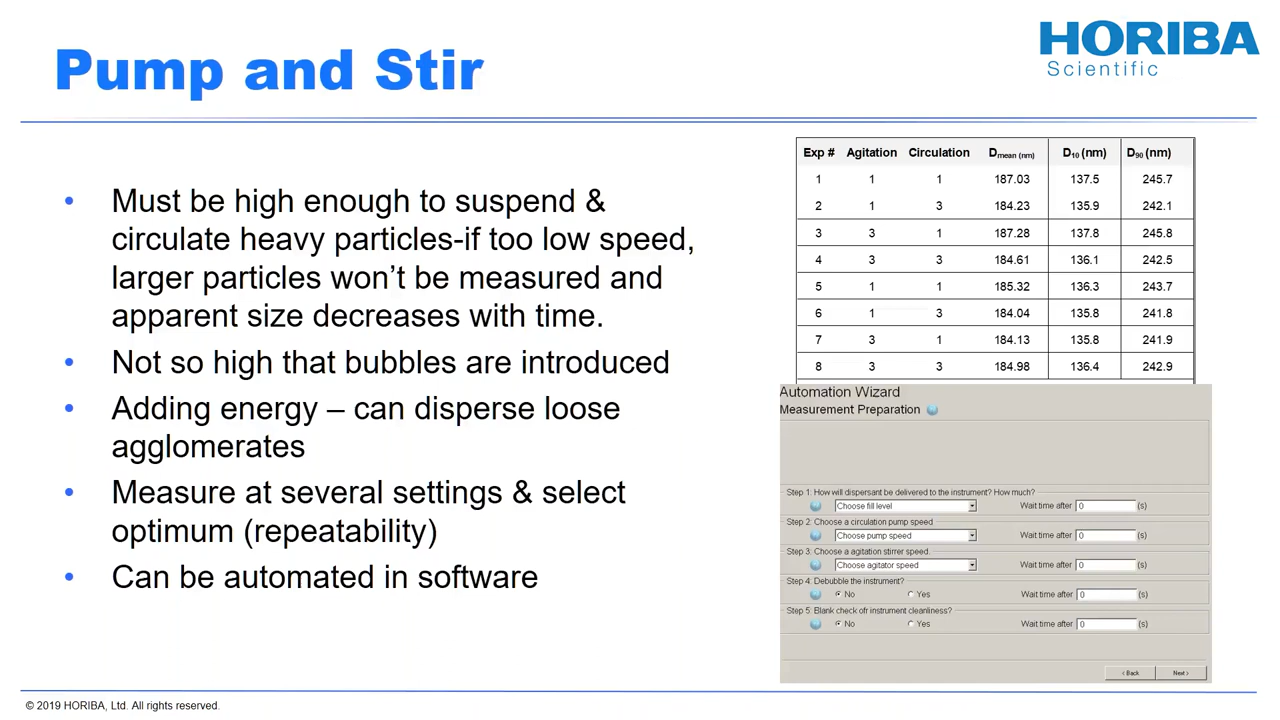 Pump and Stir
HORIBA
Scientific
• Must be high enough to suspend &
circulate heavy particles-if too low speed,
larger particles won’t be measured and
apparent size decreases with time.
• Not so high that bubbles are introduced
• Adding energy – can disperse loose
agglomerates
• Measure at several settings & select
optimum (repeatability)
• Can be automated in software
Exp # Agitation Circulation Dmean (nm) D10 (nm) D90 (nm)
1 1 1 187.03 137.5 245.7
2 1 3 184.23 135.9 242.1
3 3 1 187.28 137.8 245.8
4 3 3 184.61 136.1 242.5
5 1 1 185.32 136.3 243.7
6 1 3 184.04 135.8 241.8
7 3 1 184.13 135.8 241.9
8 3 3 184.98 136.4 242.9
Automation Wizard
Measurement Preparation
Step 1: How will dispersant be delivered to the instrument? How much?
Choose fill level Wait time after 0 (s)
Step 2: Choose a circulation pump speed
Choose pump speed Wait time after 0 (s)
Step 3: Choose a agitation stirrer speed.
Choose agitator speed Wait time after 0 (s)
Step 4: Debubble the instrument?
No Yes Wait time after 0 (s)
Step 5: Blank check ofr instrument cleanliness?
No Yes Wait time after 0 (s)
< Back Next >
© 2019 HORIBA, Ltd. All rights reserved.